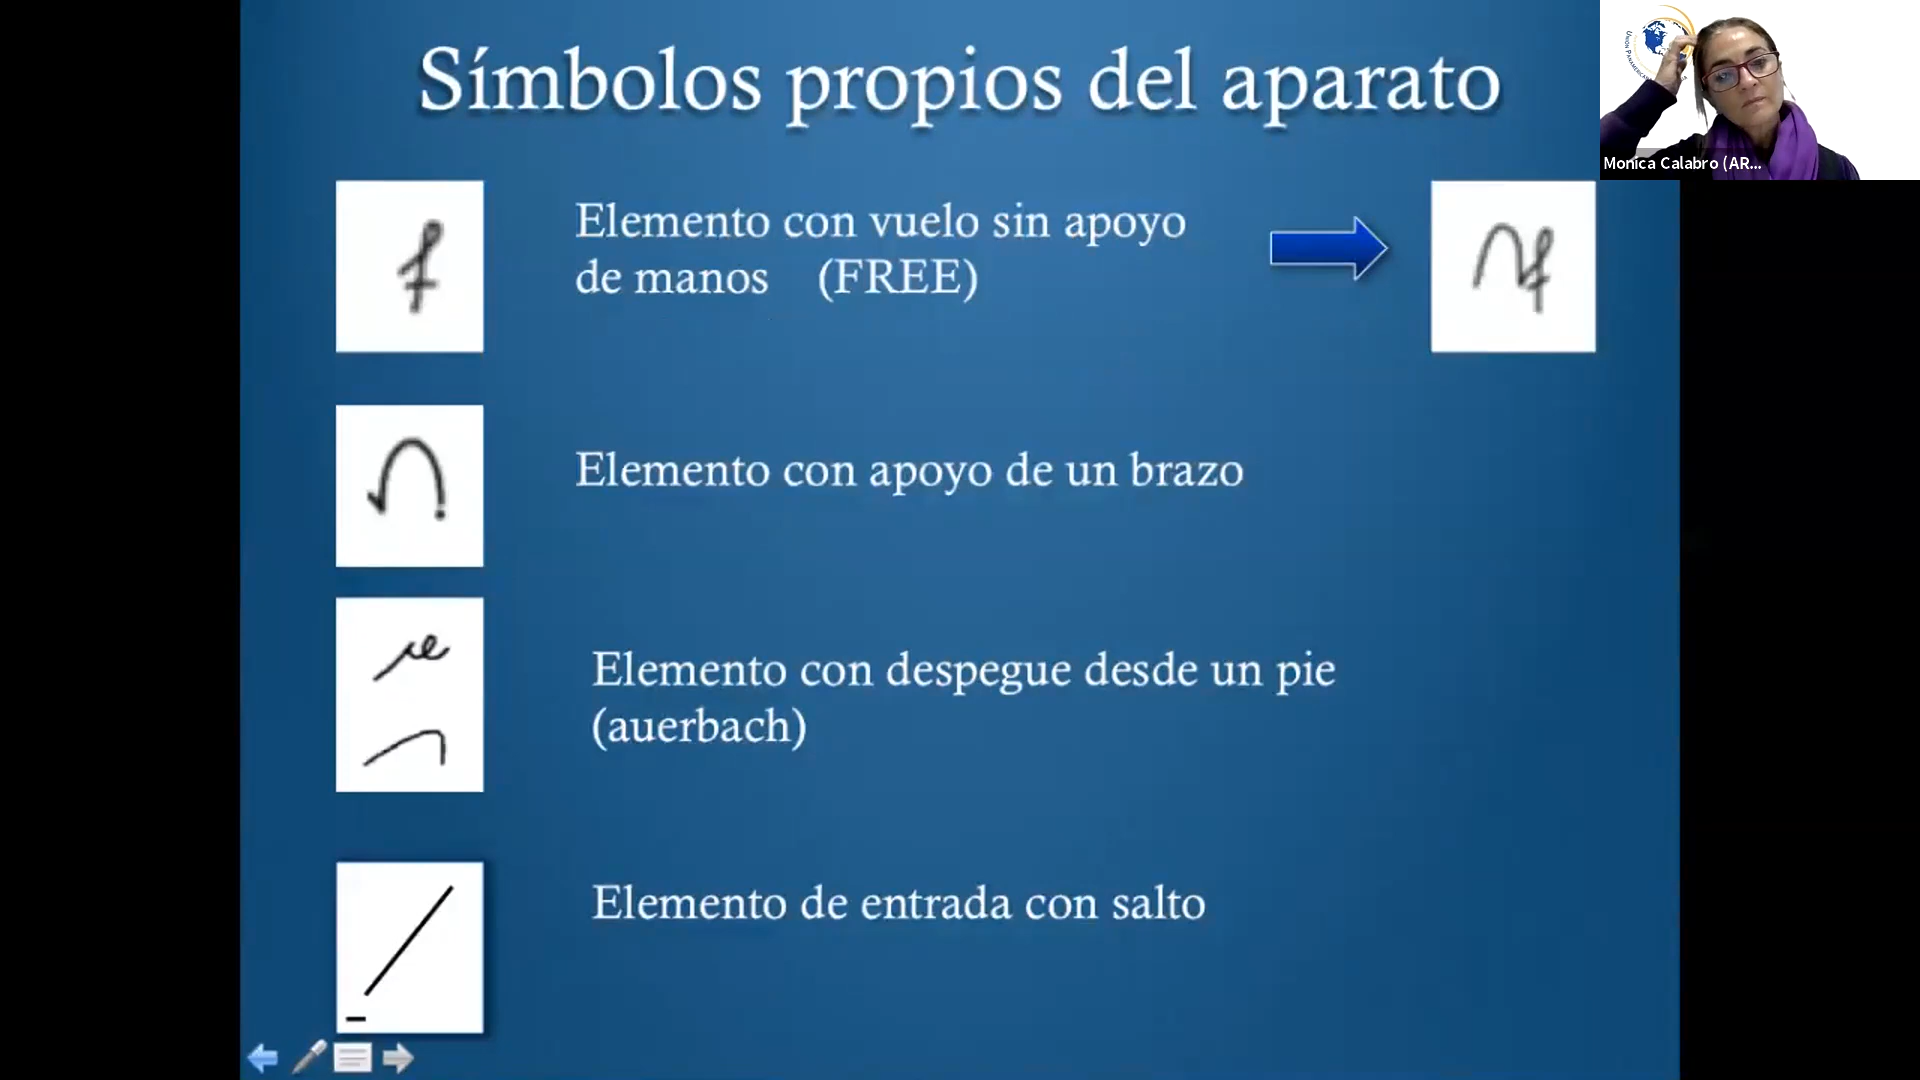 Símbolos propios del aparato
Monica Calabro (AR...
Elemento con vuelo sin apoyo
de manos (FREE)
Elemento con apoyo de un brazo
Elemento con despegue desde un pie
(auerbach)
Elemento de entrada con salto